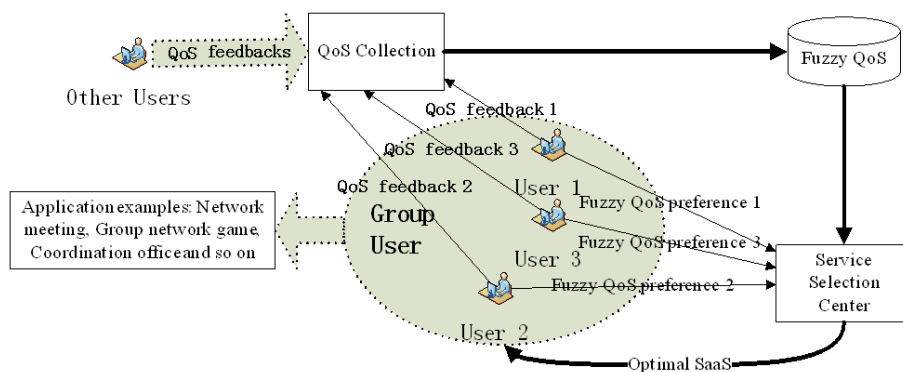 QoS feedbacks
QoS Collection
Fuzzy QoS
Other Users
QoS feedback 1
QoS feedback 3
User 1
QoS feedback 2
Fuzzy QoS preference 1
Application examples: Network
meeting, Group network game,
Coordination officeand so on
Group
User
Fuzzy QoS preference 3
User 3
Service
Selection
Center
Fuzzy QoS preference 2
User 2
Optimal SaaS